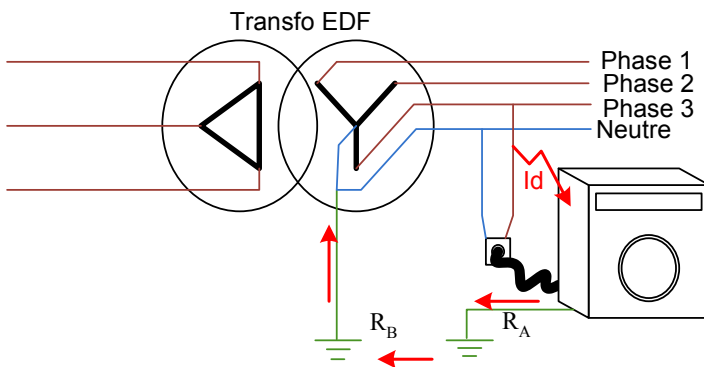 Transfo EDF
Phase 1
Phase 2
Phase 3
Neutre
Id
R_B
R_A